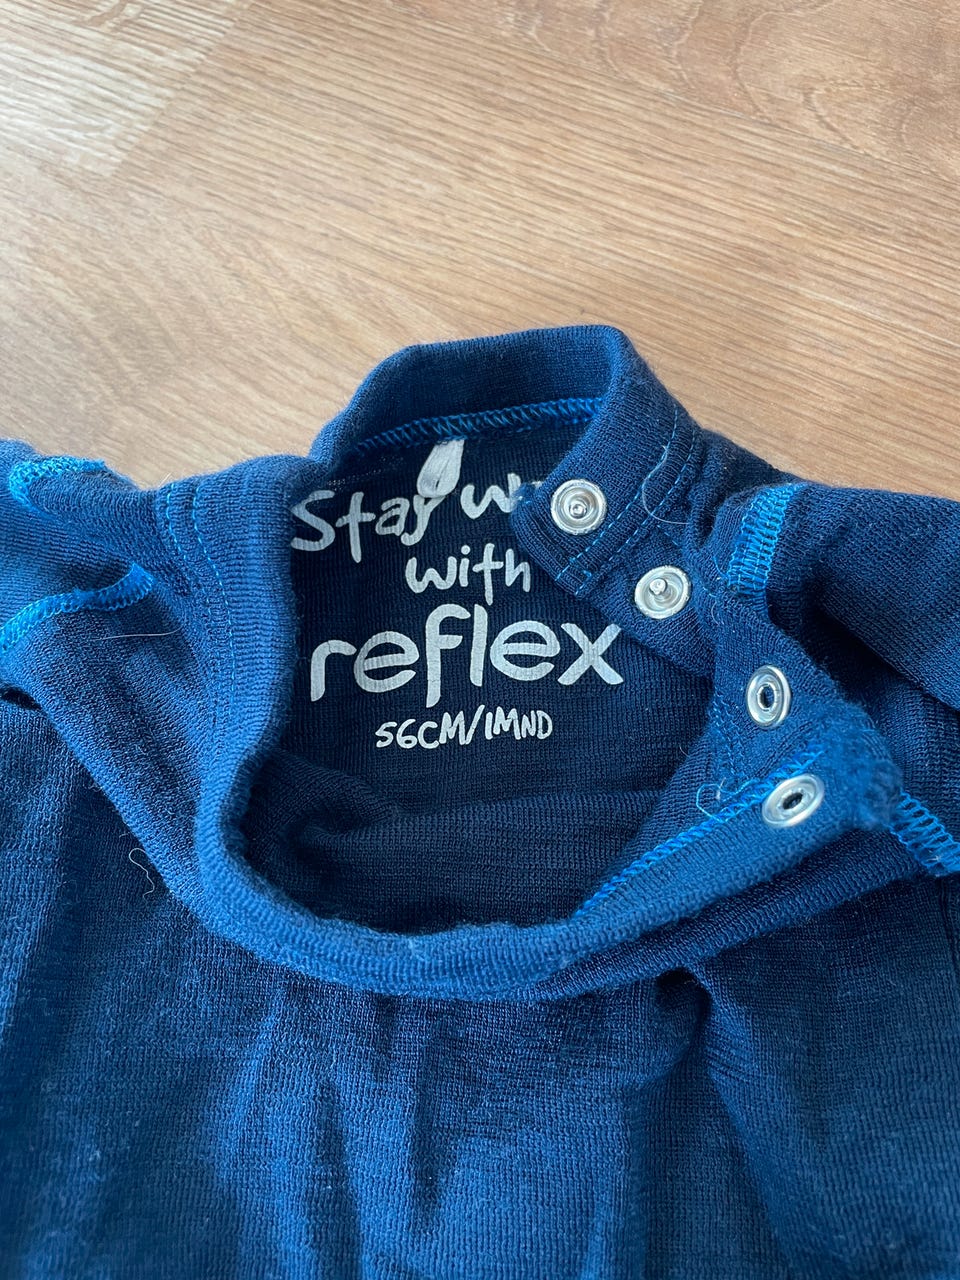 Stay
with
reflex
56CM/1MND